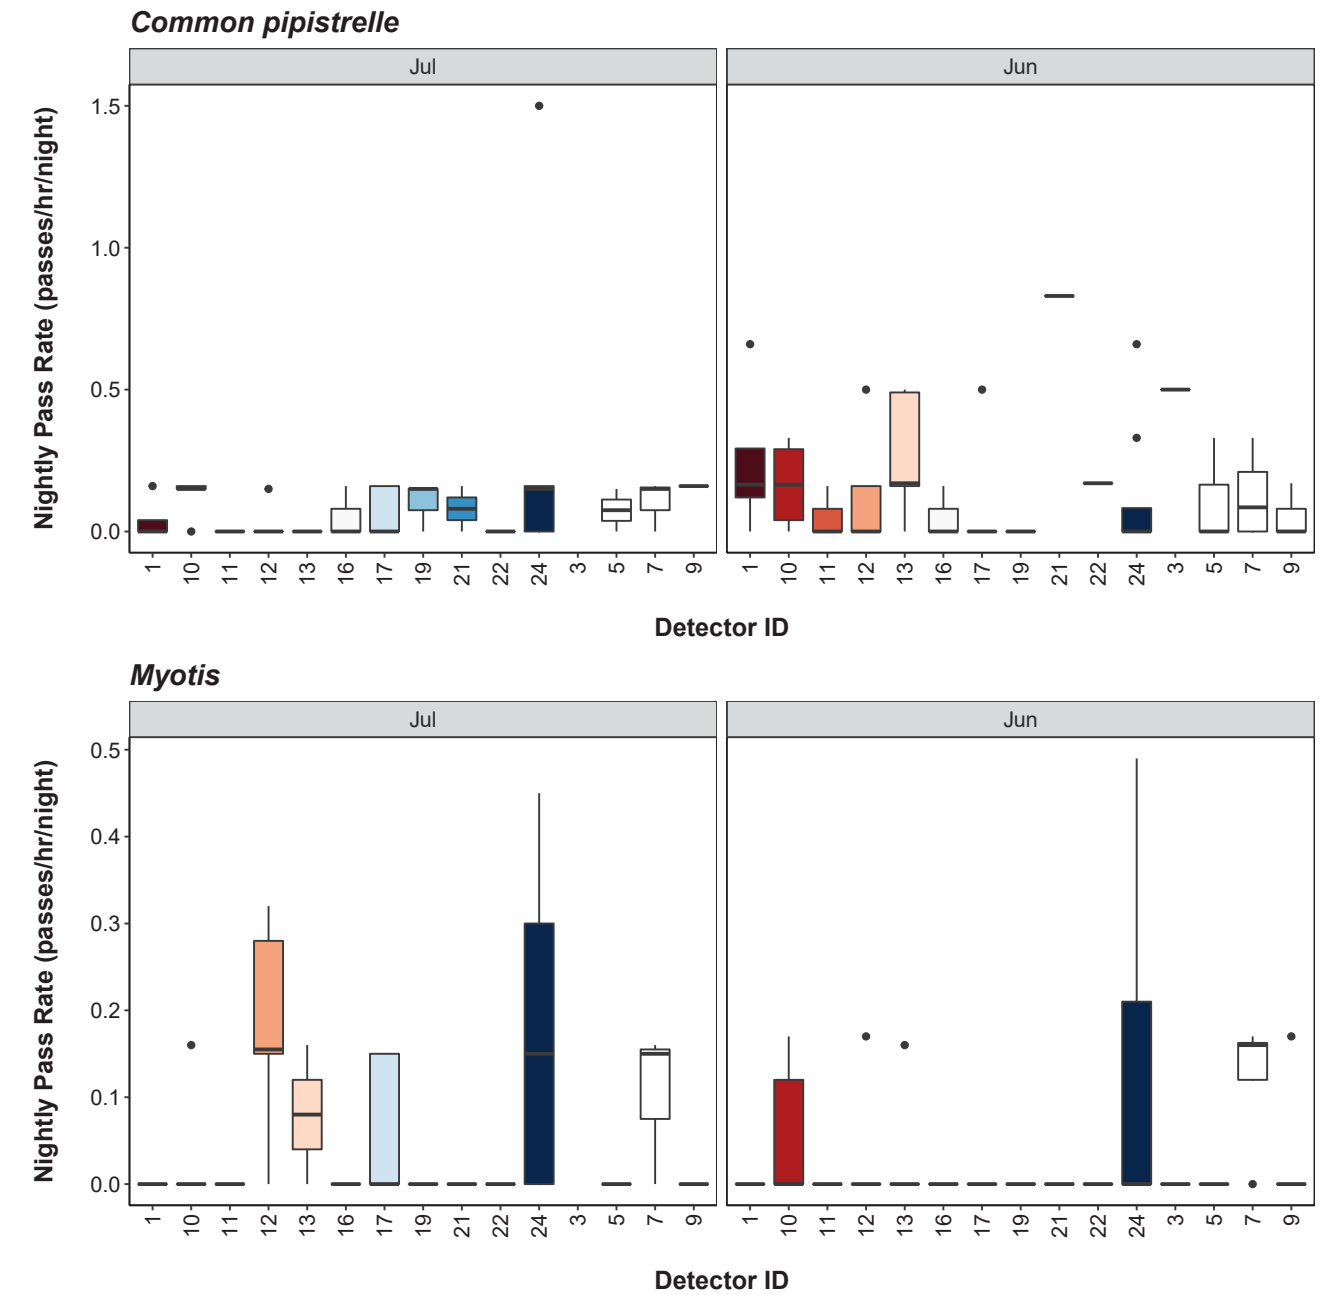 Common pipistrelle
Jul Jun
Nightly Pass Rate (passes/hr/night)
1.5
1.0
0.5
0.0
1 10 11 12 13 16 17 19 21 22 24 3 5 7 9 1 10 11 12 13 16 17 19 21 22 24 3 5 7 9
Detector ID
Myotis
Jul Jun
Nightly Pass Rate (passes/hr/night)
0.5
0.4
0.3
0.2
0.1
0.0
1 10 11 12 13 16 17 19 21 22 24 3 5 7 9 1 10 11 12 13 16 17 19 21 22 24 3 5 7 9
Detector ID